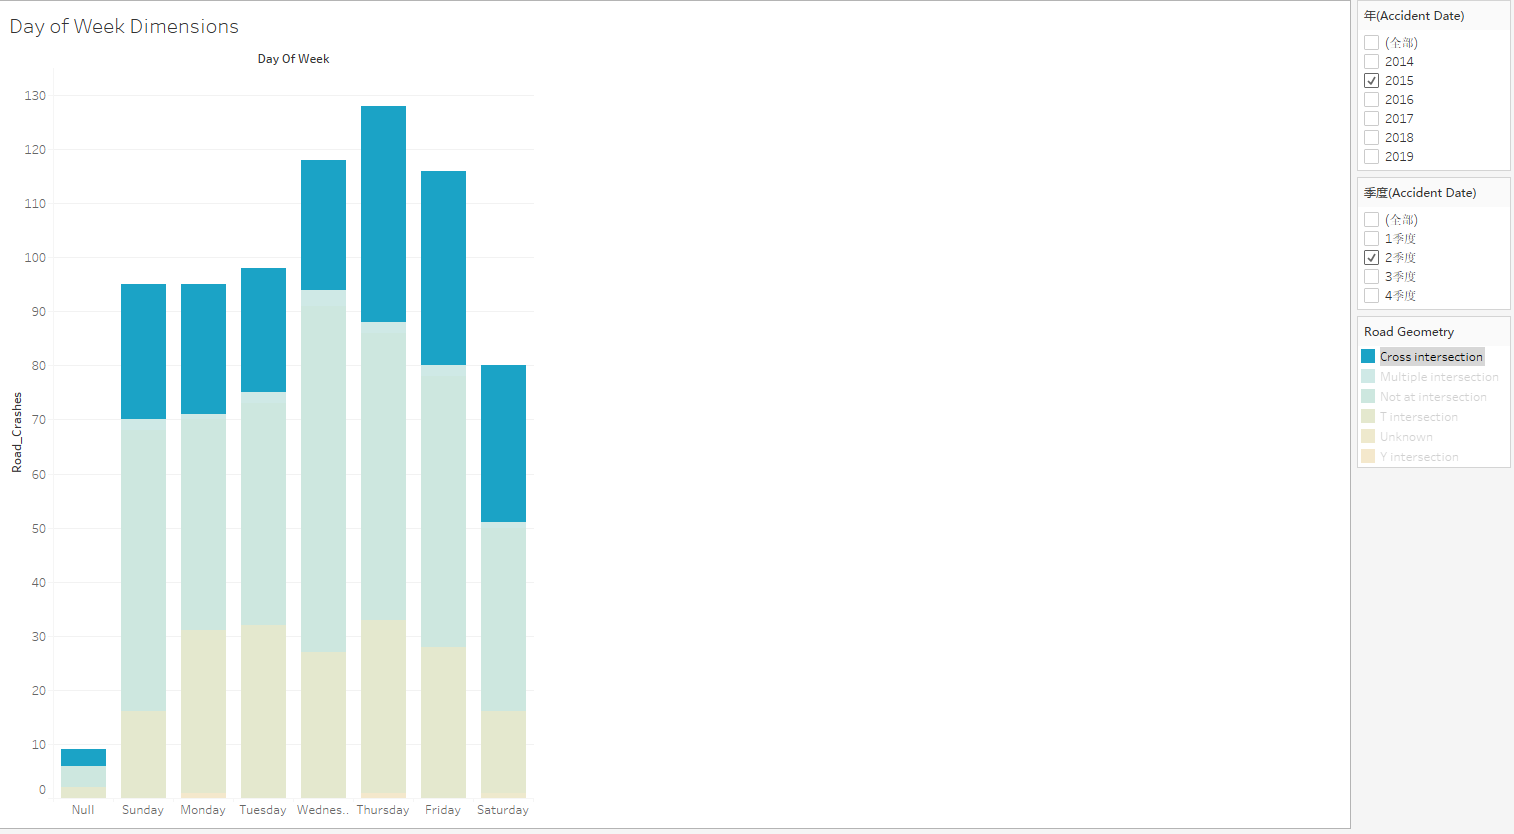 Day of Week Dimensions
Day Of Week
Road_Crashes
130
120
110
100
90
80
70
60
50
40
30
20
10
0
Null
Sunday
Monday
Tuesday
Wednes..
Thursday
Friday
Saturday
年(Accident Date)
(全部)
2014
2015
2016
2017
2018
2019
季度(Accident Date)
(全部)
1季度
2季度
3季度
4季度
Road Geometry
Cross intersection
Multiple intersection
Not at intersection
T intersection
Unknown
Y intersection